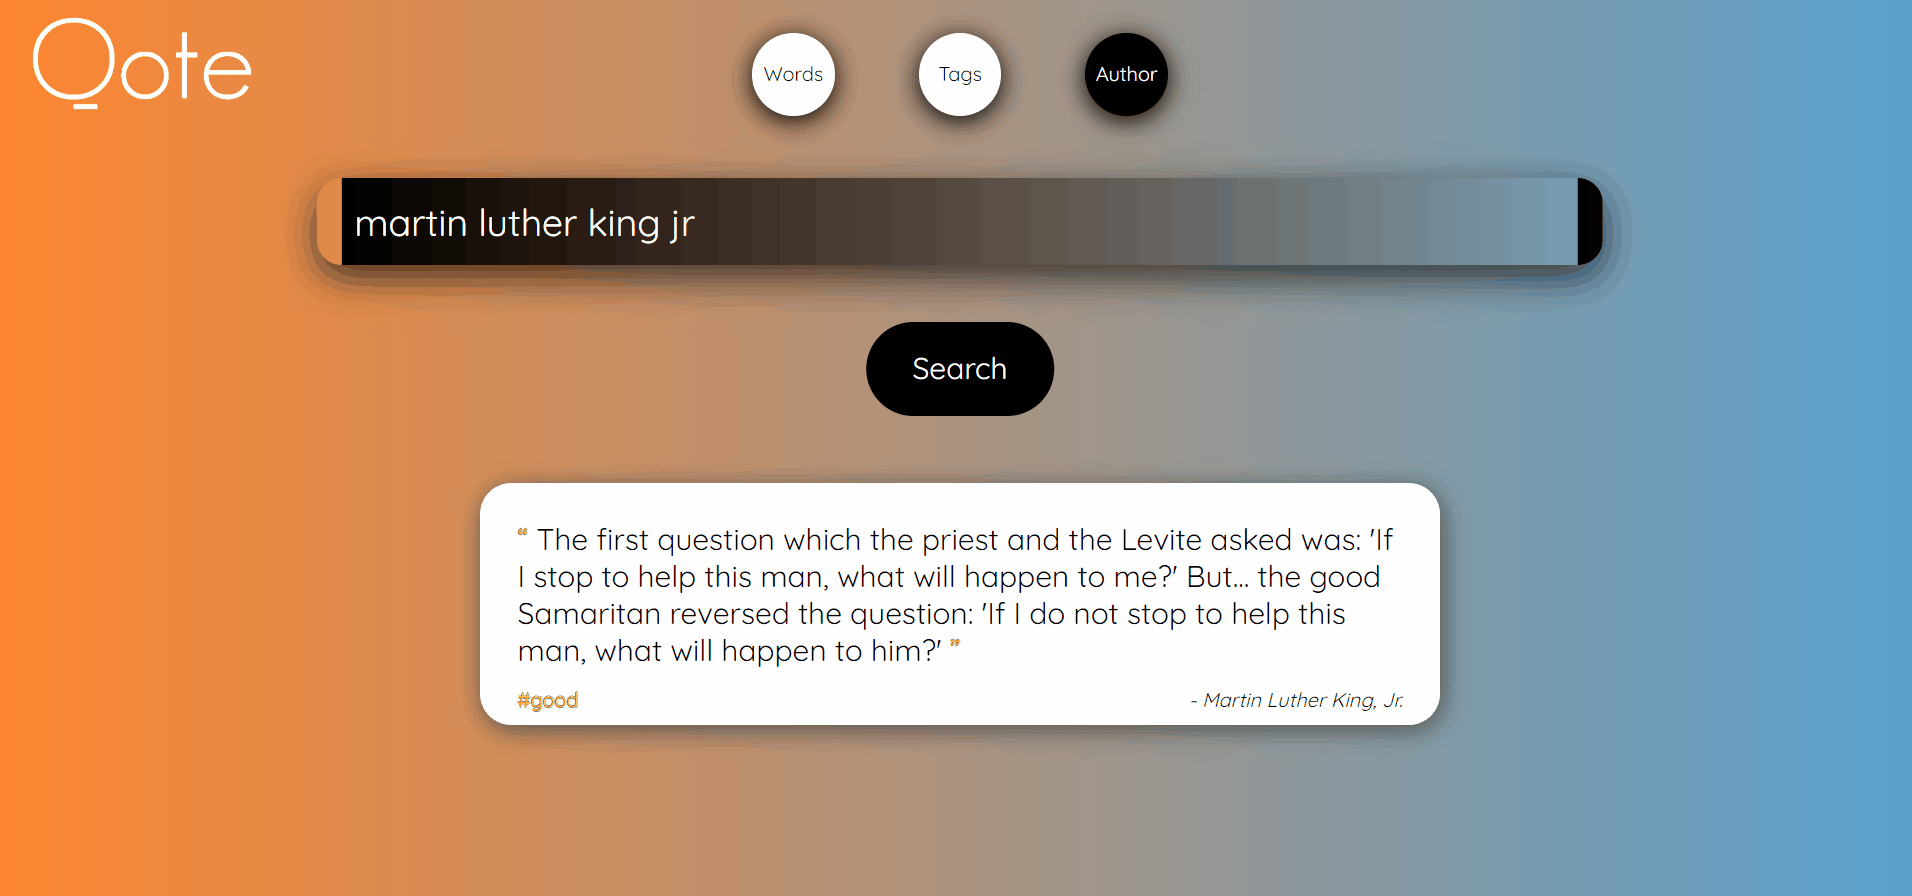 Qote
Words
Tags
Author
martin luther king jr
Search
“ The first question which the priest and the Levite asked was: 'If
I stop to help this man, what will happen to me?' But... the good
Samaritan reversed the question: 'If I do not stop to help this
man, what will happen to him?' ”
#good
- Martin Luther King, Jr.